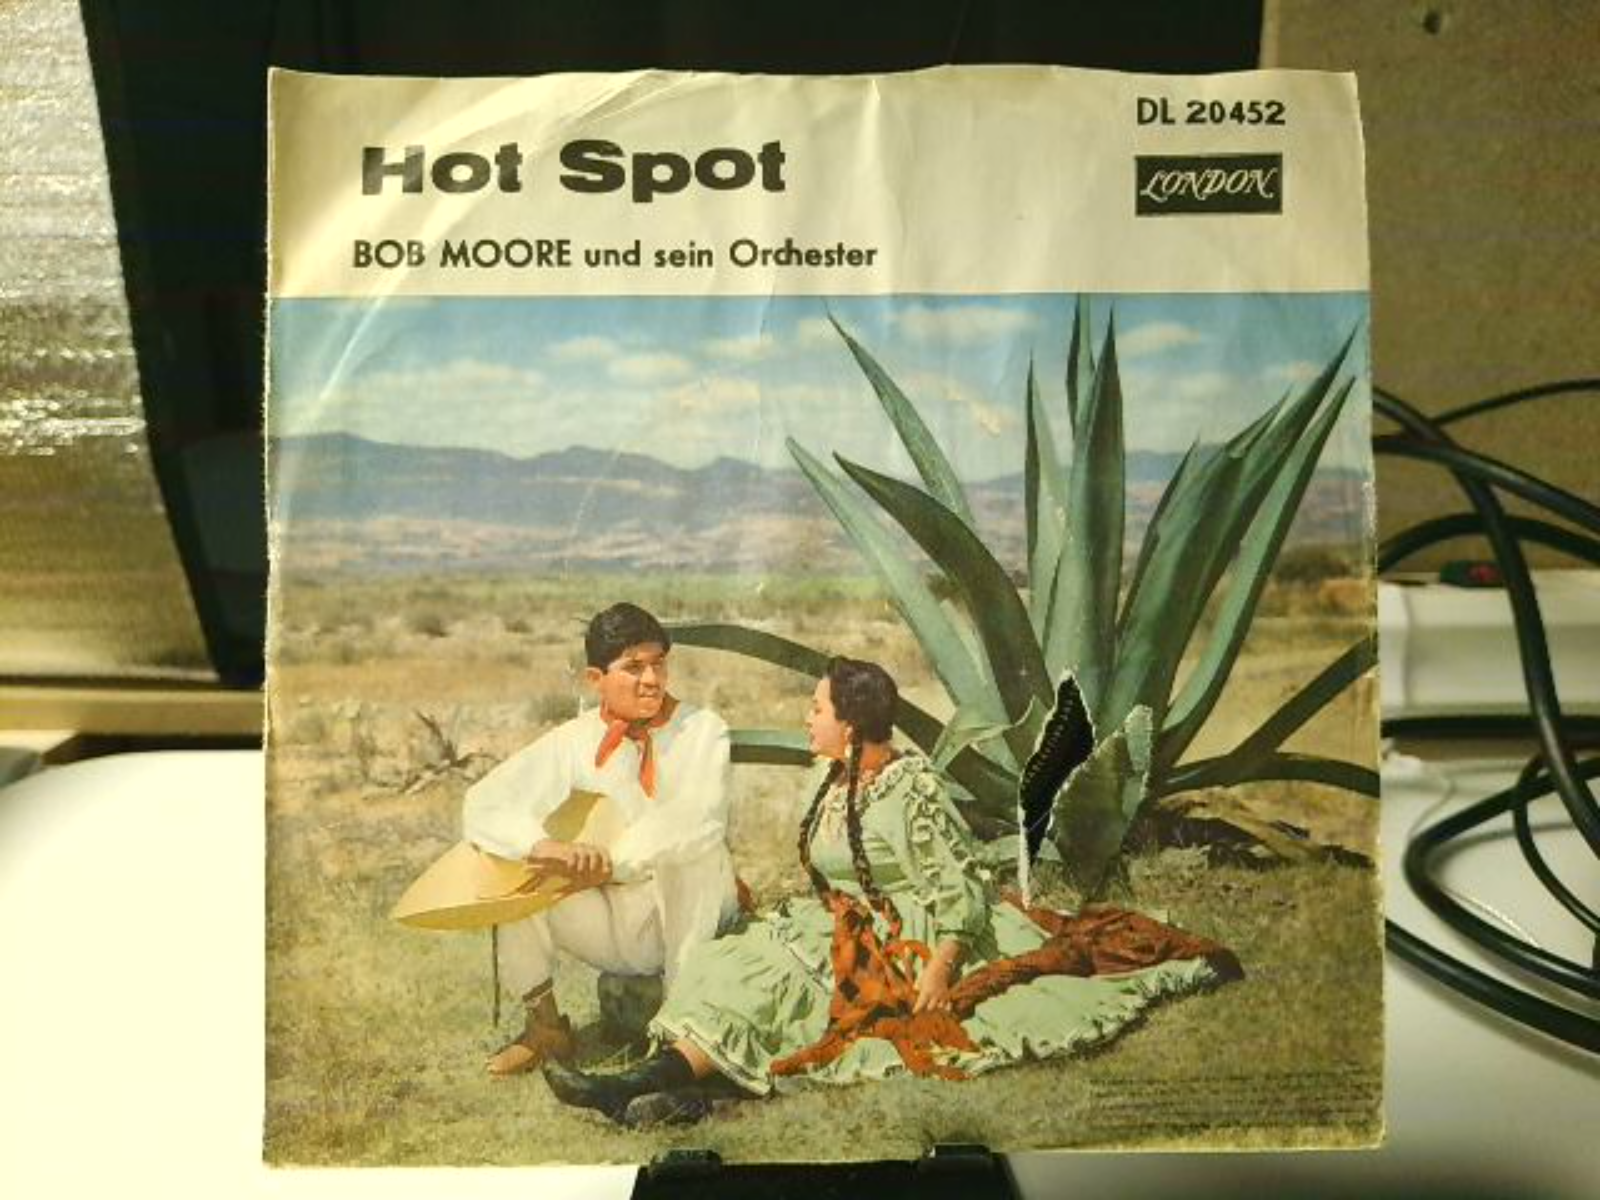 DL 20452
Hot Spot
LONDON
BOB MOORE und sein Orchester